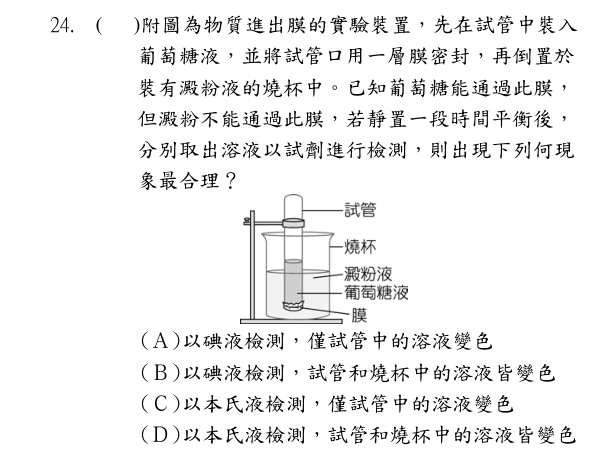 24. (　　)附圖為物質進出膜的實驗裝置，先在試管中裝入
葡萄糖液，並將試管口用一層膜密封，再倒置於
裝有澱粉液的燒杯中。已知葡萄糖能通過此膜，
但澱粉不能通過此膜，若靜置一段時間平衡後，
分別取出溶液以試劑進行檢測，則出現下列何現
象最合理？
試管
燒杯
澱粉液
葡萄糖液
膜
(A)以碘液檢測，僅試管中的溶液變色
(B)以碘液檢測，試管和燒杯中的溶液皆變色
(C)以本氏液檢測，僅試管中的溶液變色
(D)以本氏液檢測，試管和燒杯中的溶液皆變色